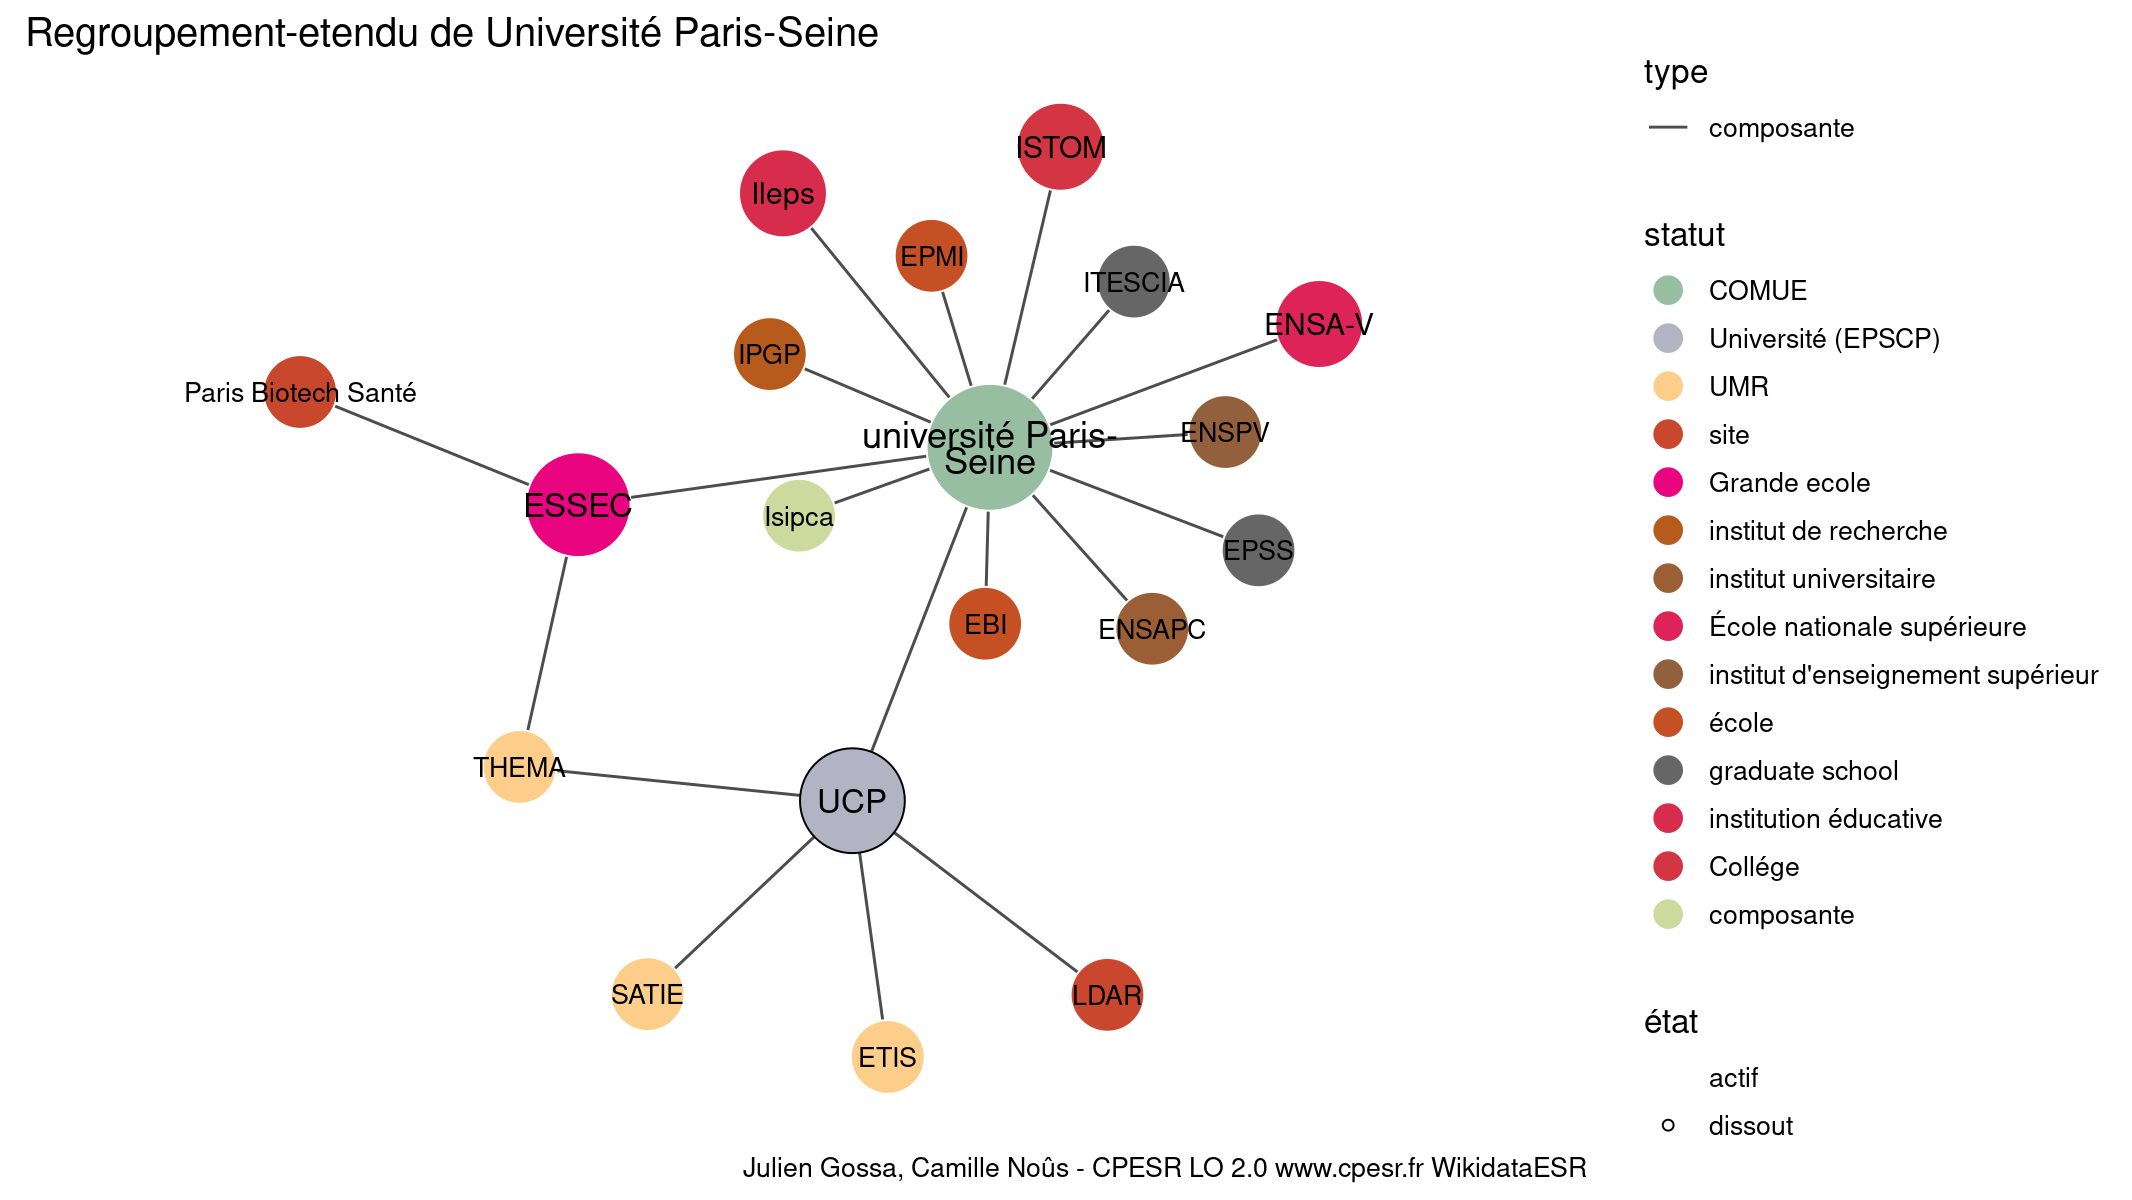 Regroupement-etendu de Université Paris-Seine
ISTOM
Ileps
EPMI
ITESCIA
ENSA-V
IPGP
Paris Biotech Santé
université Paris-
Seine
ENSPV
ESSEC
Isipca
EPSS
EBI
ENSAPC
THEMA
UCP
SATIE
LDAR
ETIS
type
composante
statut
COMUE
Université (EPSCP)
UMR
site
Grande ecole
institut de recherche
institut universitaire
École nationale supérieure
institut d'enseignement supérieur
école
graduate school
institution éducative
Collége
composante
état
actif
dissout
Julien Gossa, Camille Noûs - CPESR LO 2.0 www.cpesr.fr WikidataESR